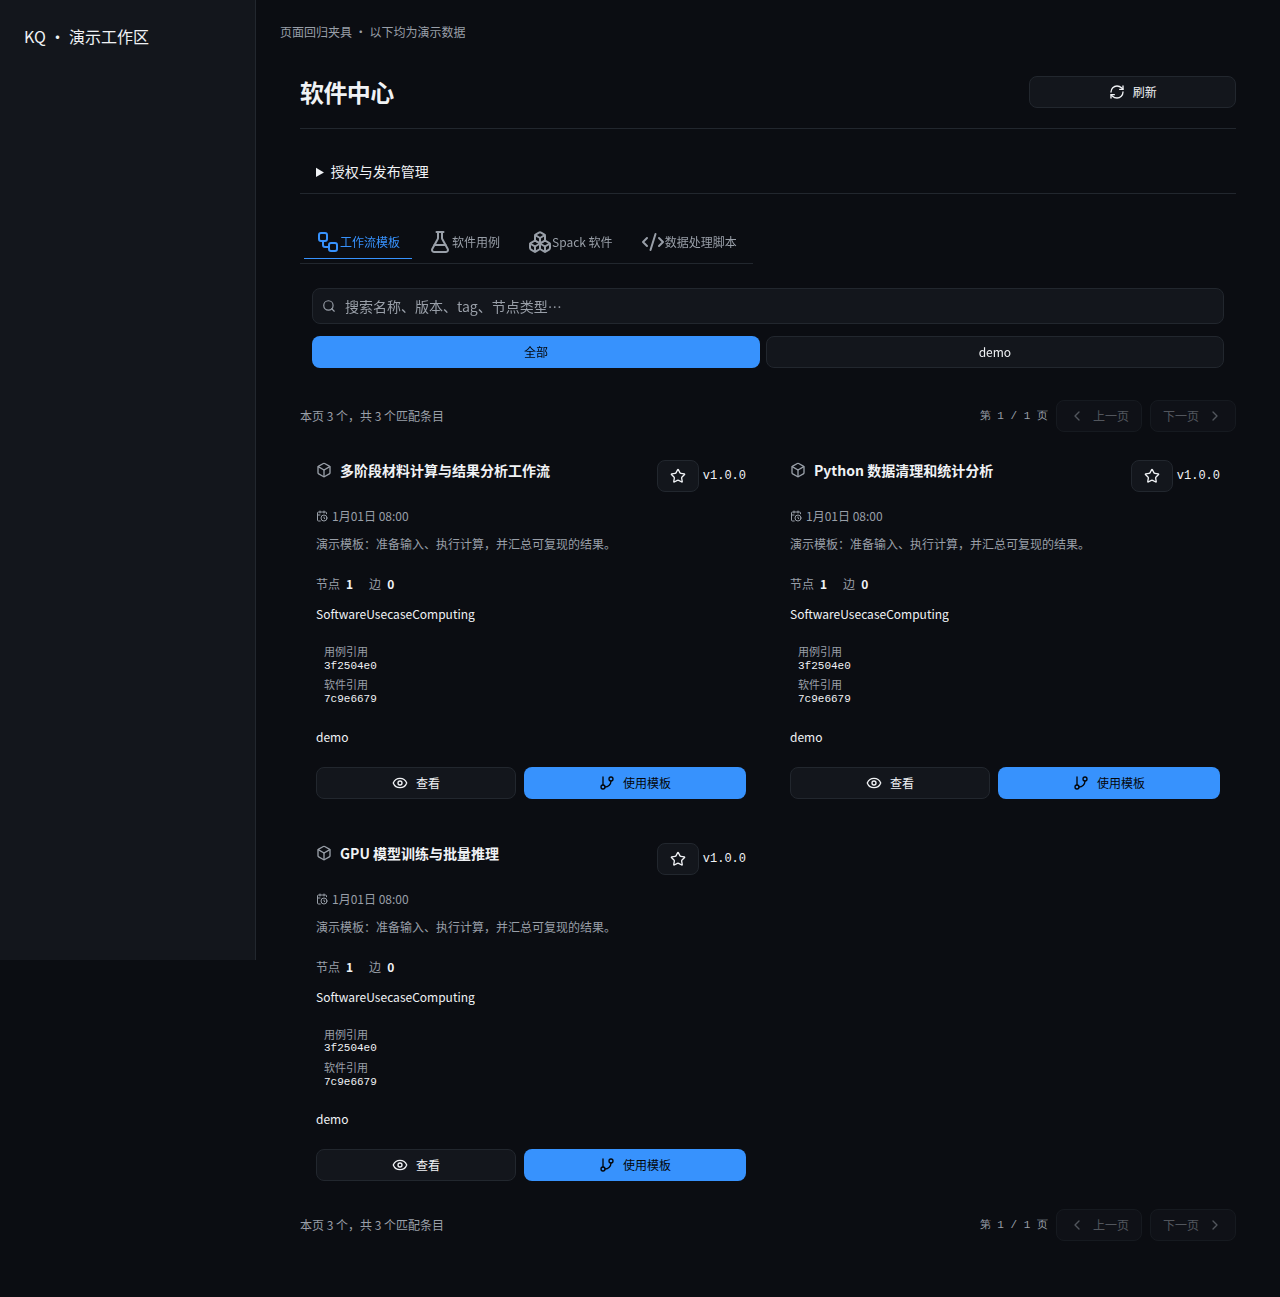 KQ · 演示工作区
页面回归夹具 · 以下均为演示数据
软件中心
刷新
授权与发布管理
工作流模板 软件用例 Spack 软件 数据处理脚本
搜索名称、版本、tag、节点类型…
全部 demo
本页 3 个，共 3 个匹配条目 第 1 / 1 页 上一页 下一页
多阶段材料计算与结果分析工作流 v1.0.0
1月01日 08:00
演示模板：准备输入、执行计算，并汇总可复现的结果。
节点 1 边 0
SoftwareUsecaseComputing
用例引用
3f2504e0
软件引用
7c9e6679
demo
查看 使用模板
Python 数据清理和统计分析 v1.0.0
1月01日 08:00
演示模板：准备输入、执行计算，并汇总可复现的结果。
节点 1 边 0
SoftwareUsecaseComputing
用例引用
3f2504e0
软件引用
7c9e6679
demo
查看 使用模板
GPU 模型训练与批量推理 v1.0.0
1月01日 08:00
演示模板：准备输入、执行计算，并汇总可复现的结果。
节点 1 边 0
SoftwareUsecaseComputing
用例引用
3f2504e0
软件引用
7c9e6679
demo
查看 使用模板
本页 3 个，共 3 个匹配条目 第 1 / 1 页 上一页 下一页